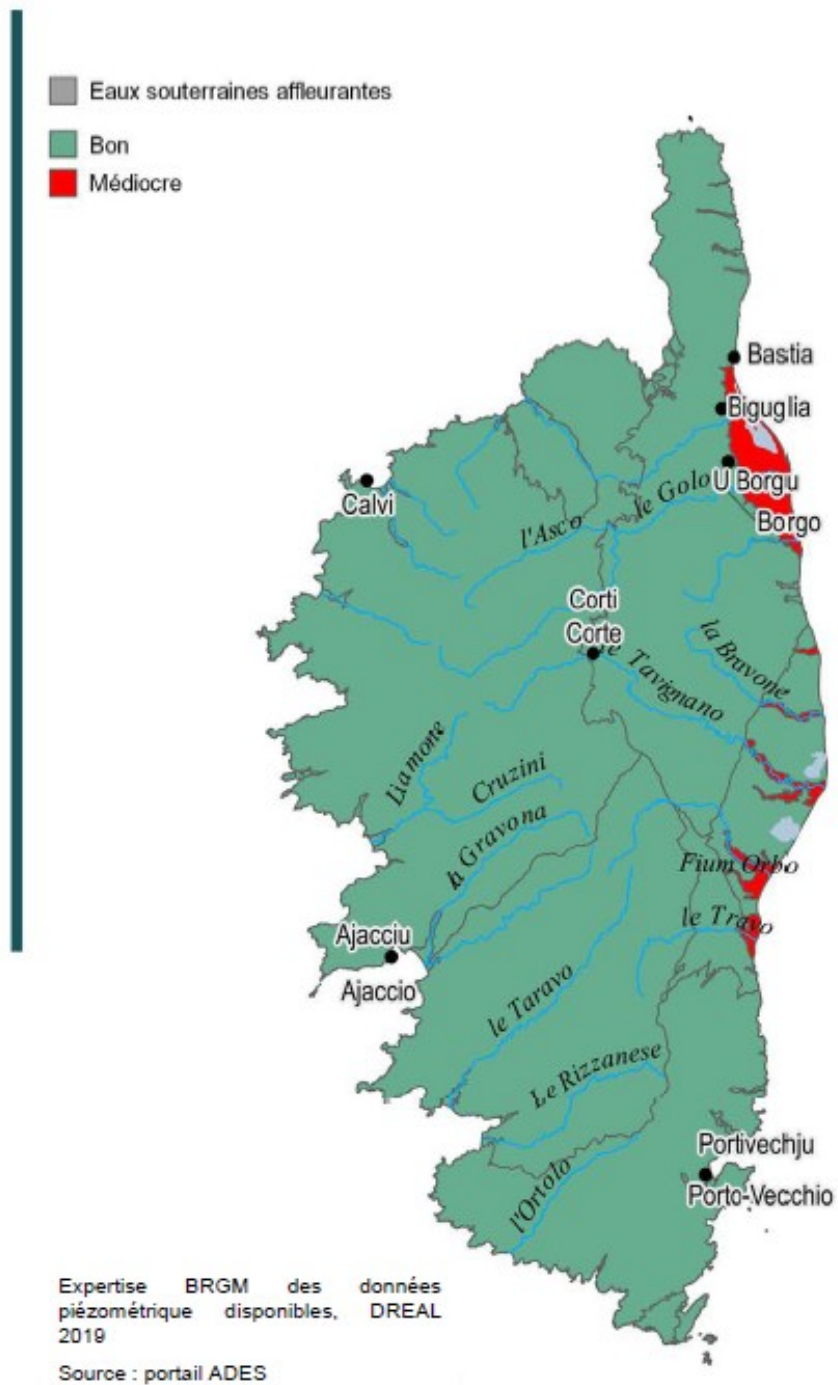 Eaux souterraines affleurantes
Bon
Médiocre
Bastia
Biguglia
U Borgu
Borgo
le Golo
l'Asco
Calvi
Corti
Corte
la Bravone
Tavignano
Liamone
Cruzini
la Gravona
Fium Orbo
le Travo
Ajacciu
Ajaccio
le Taravo
Le Rizzanese
Portivechju
Porto-Vecchio
l'Ortolo
Expertise BRGM des données
piézométrique disponibles, DREAL
2019
Source : portail ADES